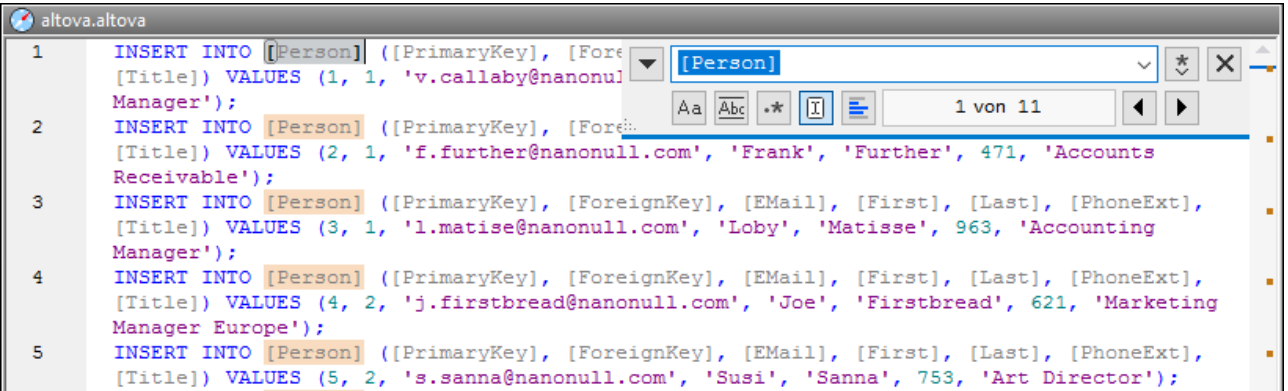 altova.altova
1 INSERT INTO [Person] ([PrimaryKey], [Fore
[Title]) VALUES (1, 1, 'v.callaby@nanonul
Manager');
[Person]
Aa Abc .* 1 von 11
2 INSERT INTO [Person] ([PrimaryKey], [Fore
[Title]) VALUES (2, 1, 'f.further@nanonull.com', 'Frank', 'Further', 471, 'Accounts
Receivable');
3 INSERT INTO [Person] ([PrimaryKey], [ForeignKey], [EMail], [First], [Last], [PhoneExt],
[Title]) VALUES (3, 1, 'l.matise@nanonull.com', 'Loby', 'Matisse', 963, 'Accounting
Manager');
4 INSERT INTO [Person] ([PrimaryKey], [ForeignKey], [EMail], [First], [Last], [PhoneExt],
[Title]) VALUES (4, 2, 'j.firstbread@nanonull.com', 'Joe', 'Firstbread', 621, 'Marketing
Manager Europe');
5 INSERT INTO [Person] ([PrimaryKey], [ForeignKey], [EMail], [First], [Last], [PhoneExt],
[Title]) VALUES (5, 2, 's.sanna@nanonull.com', 'Susi', 'Sanna', 753, 'Art Director');